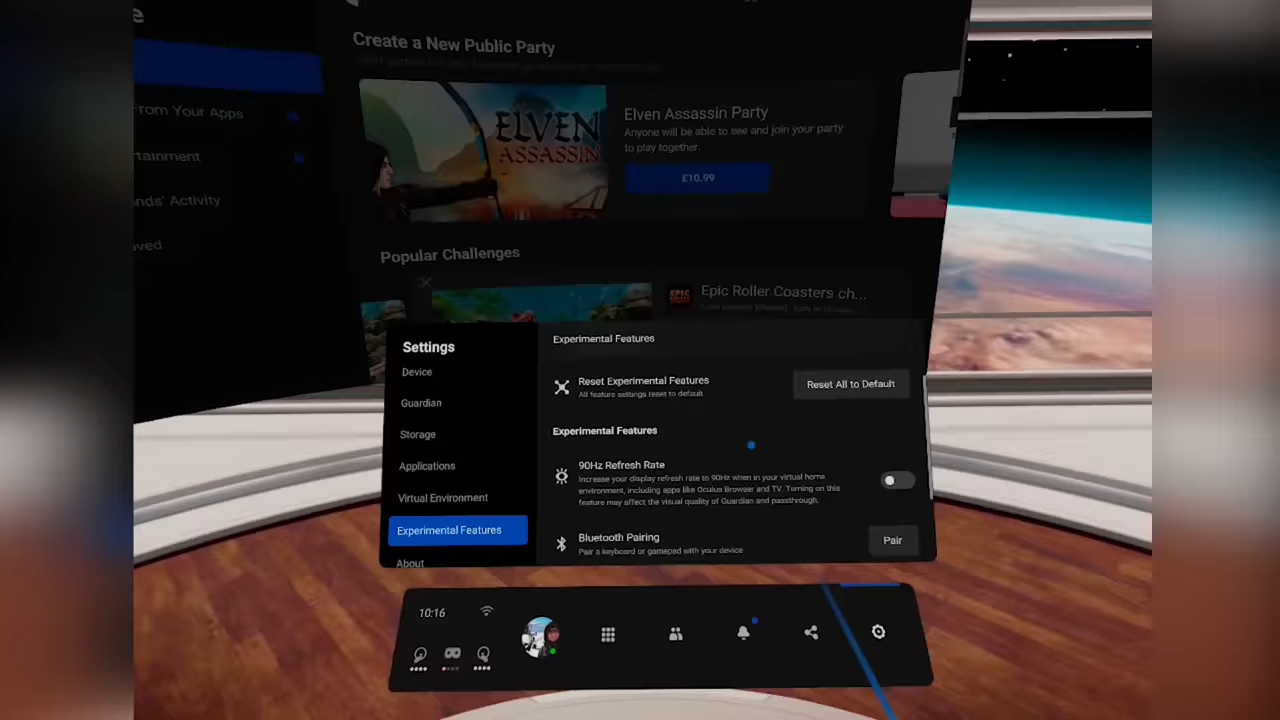 e
Create a New Public Party
From Your Apps
rtainment
nds' Activity
aved
ELVEN
ASSASSIN
Elven Assassin Party
Anyone will be able to see and join your party
to play together.
£10.99
Popular Challenges
EPIC
Epic Roller Coasters ch...
Settings
Device
Guardian
Storage
Applications
Virtual Environment
Experimental Features
About
Experimental Features
Reset Experimental Features
All feature settings reset to default
Reset All to Default
Experimental Features
90Hz Refresh Rate
Increase your display refresh rate to 90Hz when in your virtual home
environment, including apps like Oculus Browser and TV. Turning on this
feature may affect the visual quality of Guardian and passthrough.
Bluetooth Pairing
Pair a keyboard or gamepad with your device
Pair
10:16